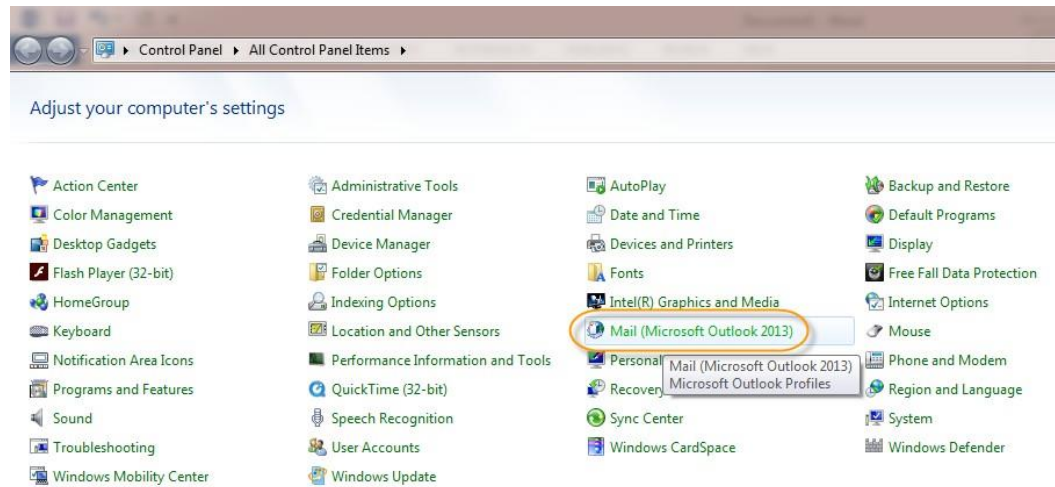 Control Panel ▸ All Control Panel Items ▸
Adjust your computer's settings
Action Center Administrative Tools AutoPlay Backup and Restore
Color Management Credential Manager Date and Time Default Programs
Desktop Gadgets Device Manager Devices and Printers Display
Flash Player (32-bit) Folder Options Fonts Free Fall Data Protection
HomeGroup Indexing Options Intel(R) Graphics and Media Internet Options
Keyboard Location and Other Sensors Mail (Microsoft Outlook 2013) Mouse
Notification Area Icons Performance Information and Tools Personal Phone and Modem
Mail (Microsoft Outlook 2013)
Microsoft Outlook Profiles
Programs and Features QuickTime (32-bit) Recovery Region and Language
Sound Speech Recognition Sync Center System
Troubleshooting User Accounts Windows CardSpace Windows Defender
Windows Mobility Center Windows Update